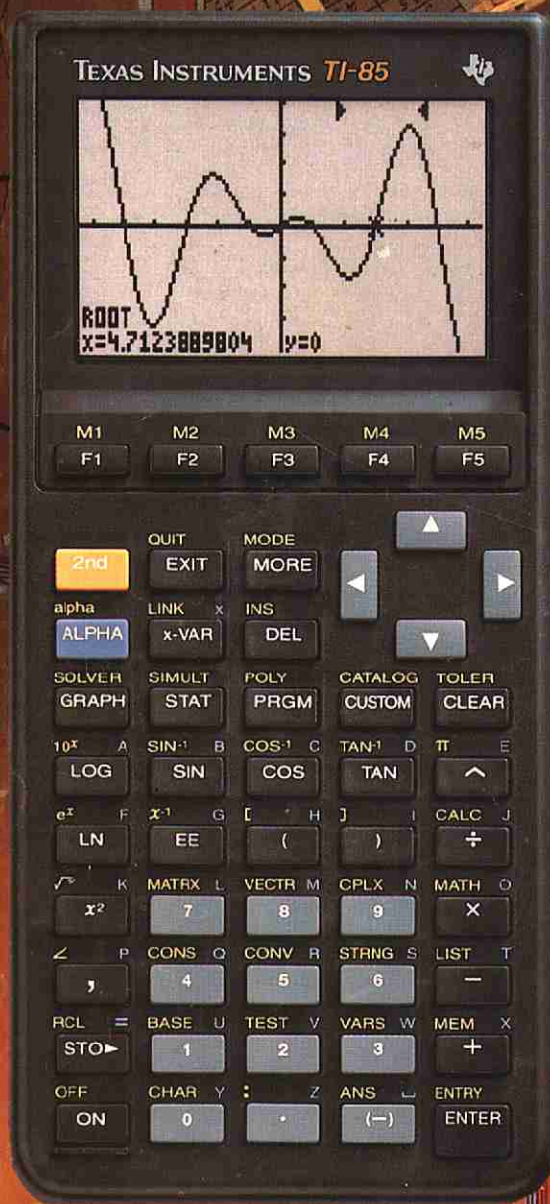 TEXAS INSTRUMENTS TI-85
ROOT
x=4.7123889804 y=0
M1 M2 M3 M4 M5
F1 F2 F3 F4 F5
QUIT MODE
2nd EXIT MORE
alpha LINK x INS
ALPHA x-VAR DEL
SOLVER SIMULT POLY CATALOG TOLER
GRAPH STAT PRGM CUSTOM CLEAR
10ˣ A SIN⁻¹ B COS⁻¹ C TAN⁻¹ D π E
LOG SIN COS TAN ^
eˣ F x⁻¹ G [ H ] I CALC J
LN EE ( ) ÷
√ K MATRX L VECTR M CPLX N MATH O
x² 7 8 9 ×
∠ P CONS Q CONV R STRNG S LIST T
, 4 5 6 −
RCL = BASE U TEST V VARS W MEM X
STO► 1 2 3 +
OFF CHAR Y : Z ANS ⎵ ENTRY
ON 0 . (−) ENTER